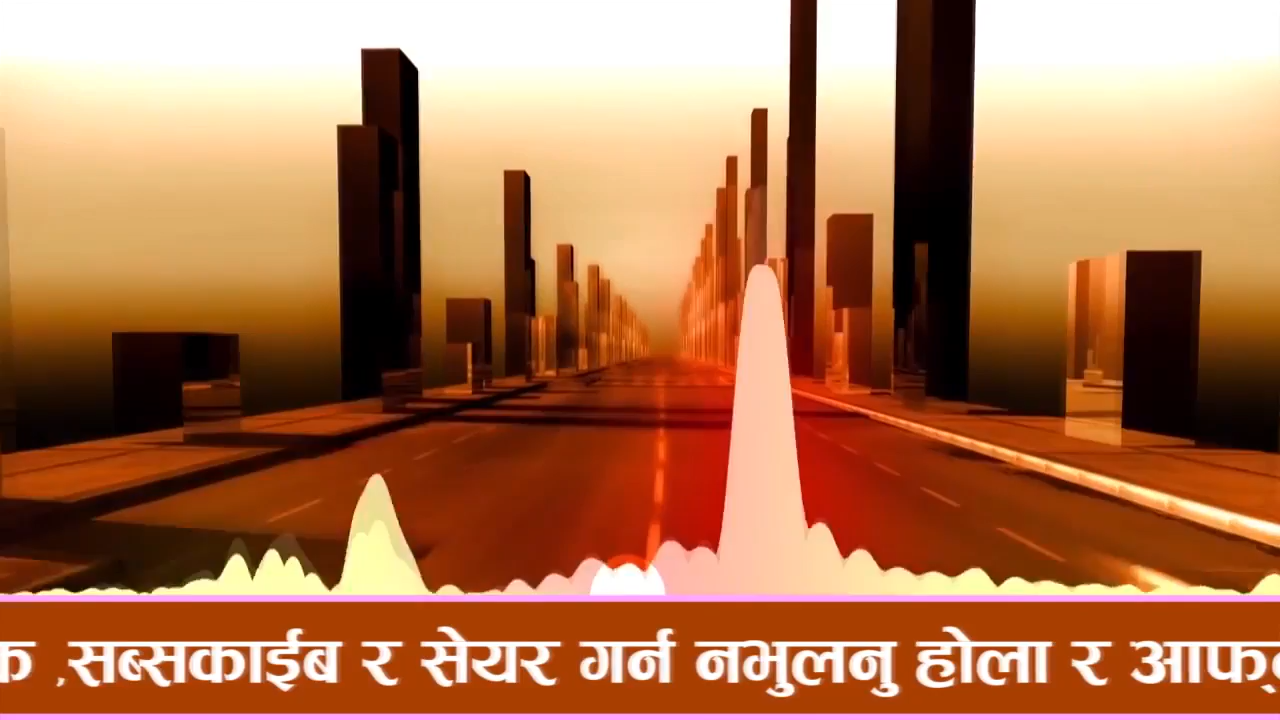 ,सब्सकाईब र सेयर गर्न नभुलनु होला र